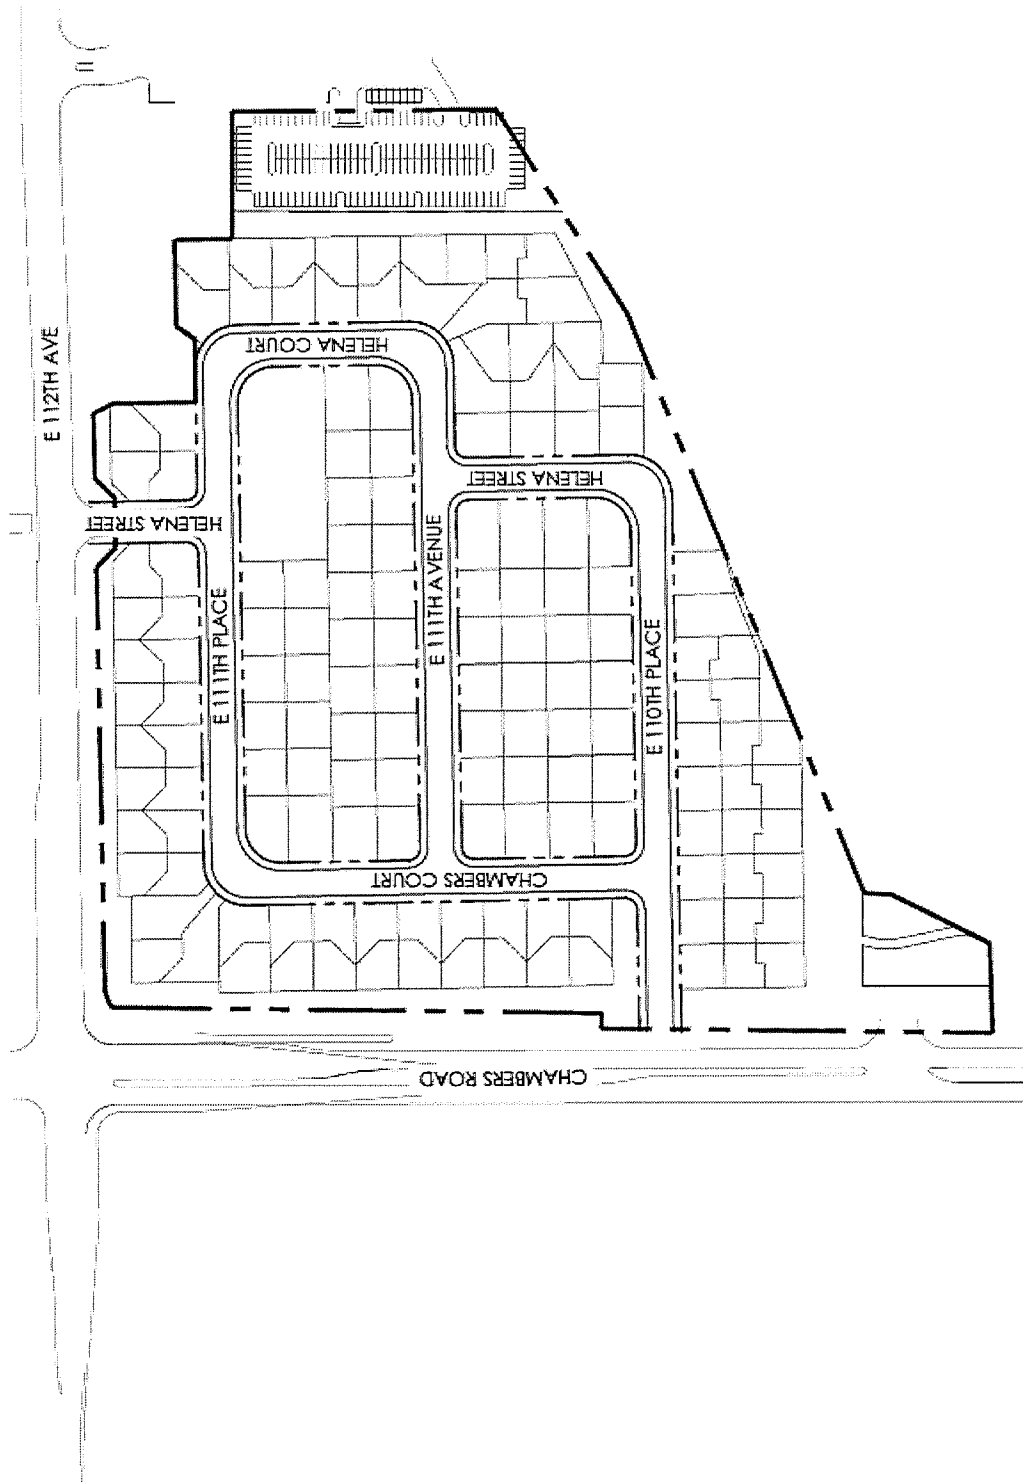 HELENA COURT
E 112TH AVE
HELENA STREET
HELENA STREET
E 111TH PLACE
E 111TH AVENUE
E 110TH PLACE
CHAMBERS COURT
CHAMBERS ROAD